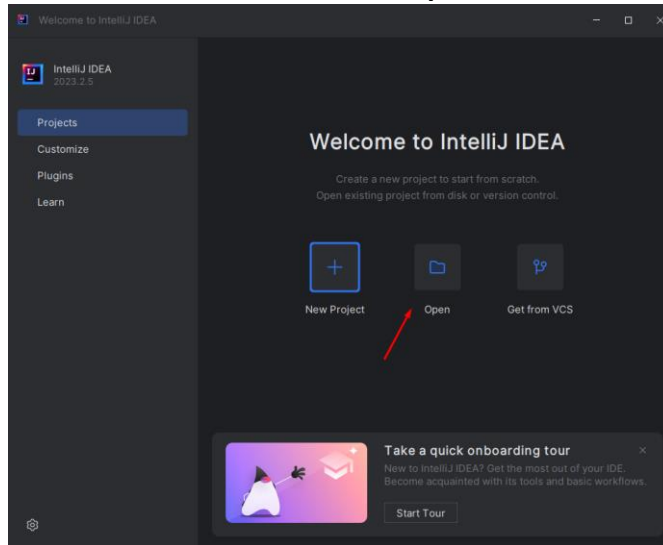 Welcome to IntelliJ IDEA
IntelliJ IDEA
2023.2.5
Projects
Customize
Plugins
Learn
Welcome to IntelliJ IDEA
Create a new project to start from scratch.
Open existing project from disk or version control.
New Project
Open
Get from VCS
Take a quick onboarding tour
New to IntelliJ IDEA? Get the most out of your IDE.
Become acquainted with its tools and basic workflows.
Start Tour